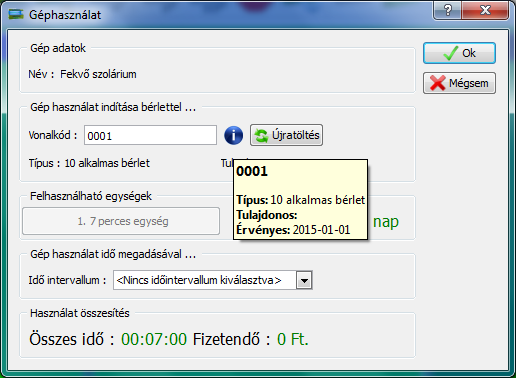 Géphasználat
Gép adatok
Ok
Név : Fekvő szolárium
Mégsem
Gép használat indítása bérlettel ...
Vonalkód : 0001 Újratöltés
Típus : 10 alkalmas bérlet
0001
Típus: 10 alkalmas bérlet
Tulajdonos:
Érvényes: 2015-01-01
Felhasználható egységek
1. 7 perces egység
nap
Gép használat idő megadásával ...
Idő intervallum : <Nincs időintervallum kiválasztva>
Használat összesítés
Összes idő : 00:07:00 Fizetendő : 0 Ft.